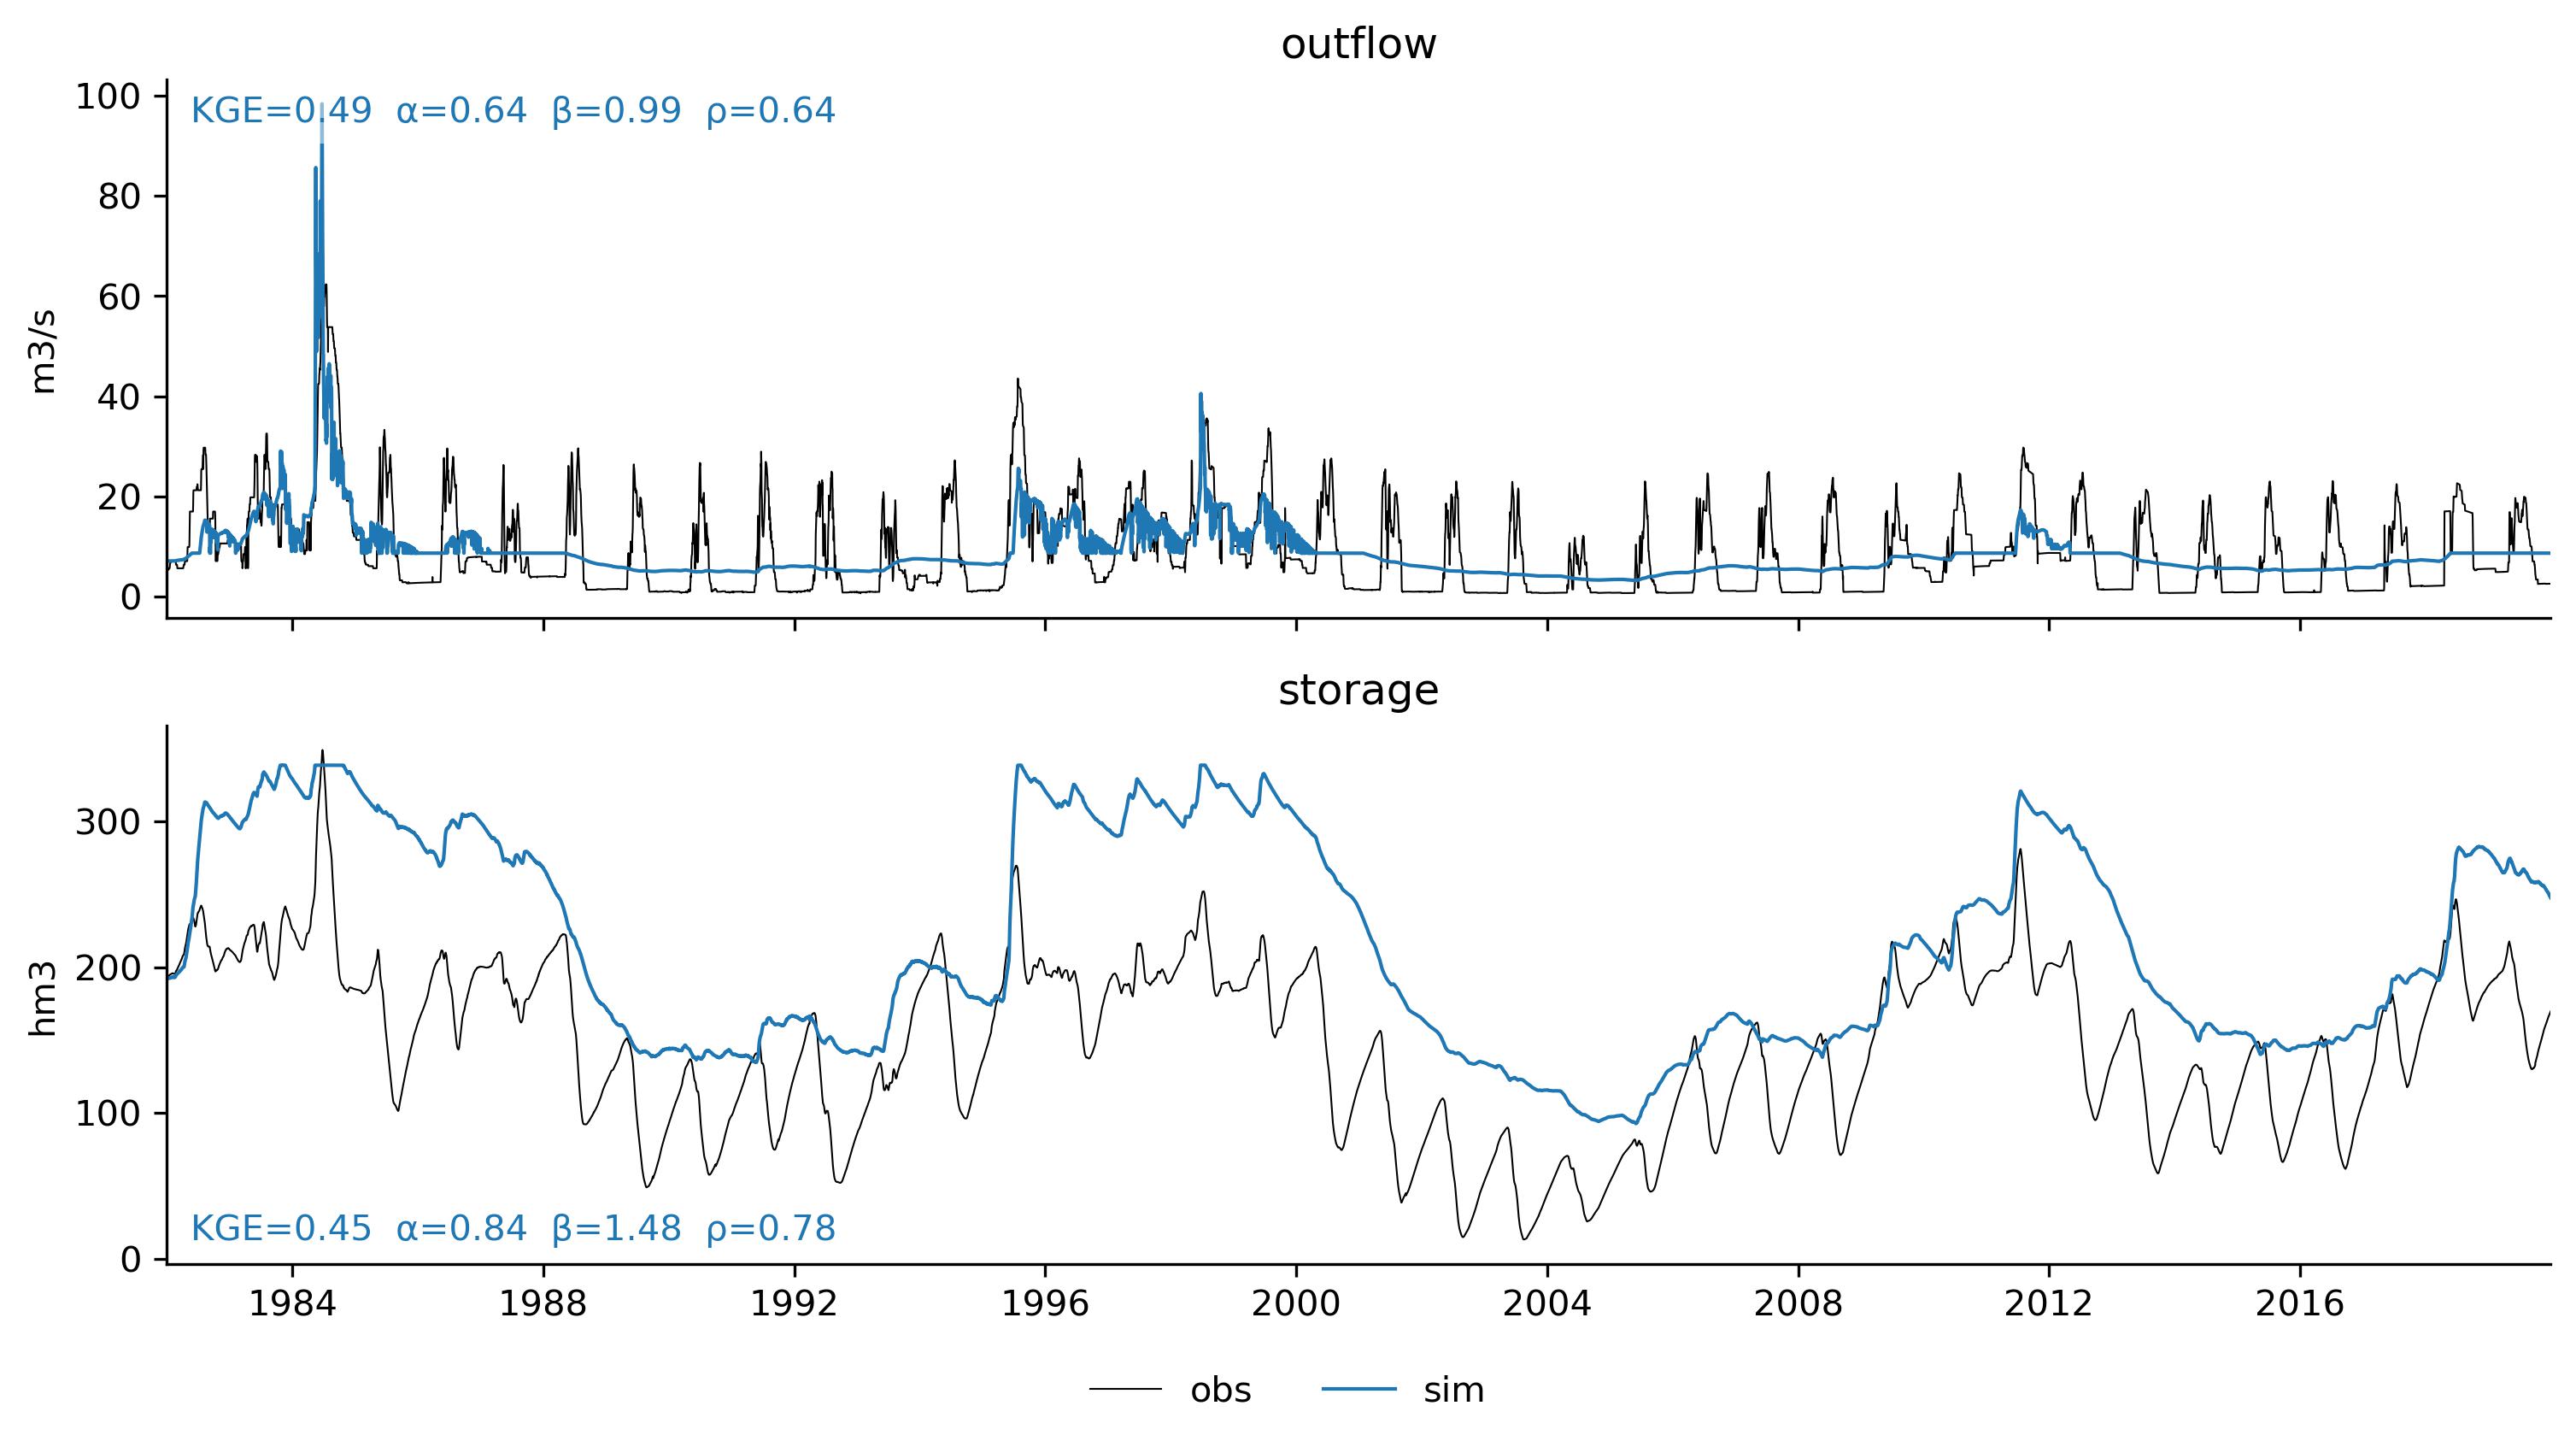 outflow
100
KGE=0.49 α=0.64 β=0.99 ρ=0.64
80
60
m3/s
40
20
0
storage
300
200
hm3
100
KGE=0.45 α=0.84 β=1.48 ρ=0.78
0
1984 1988 1992 1996 2000 2004 2008 2012 2016
obs sim